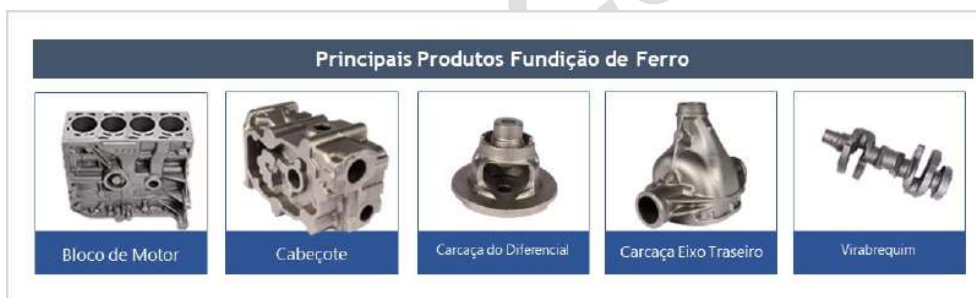 Principais Produtos Fundição de Ferro
Bloco de Motor
Cabeçote
Carcaça do Diferencial
Carcaça Eixo Traseiro
Virabrequim